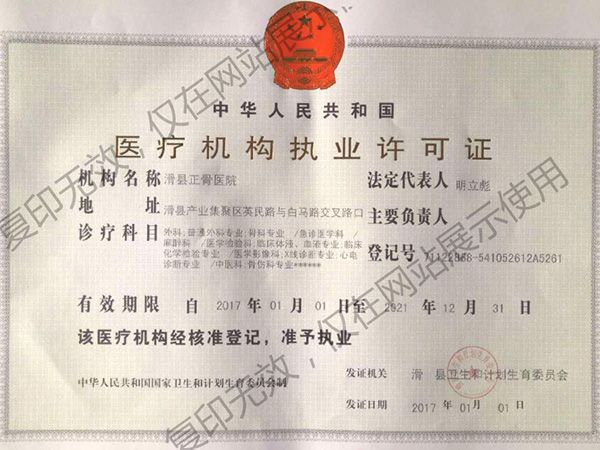 中华人民共和国
医疗机构执业许可证
机构名称 滑县正骨医院
法定代表人 明立彪
地 址 滑县产业集聚区英民路与白马路交叉路口
主要负责人
诊疗科目 外科;普通外科专业;骨科专业 /急诊医学科 /
麻醉科 /医学检验科;临床体液、血液专业;临床
化学检验专业 /医学影像科;X线诊断专业;心电
诊断专业 /中医科;骨伤科专业******
登记号 71122868-541052612A5261
有效期限 自 2017 年 01 月 01 日至 2021 年 12 月 31 日
该医疗机构经核准登记,准予执业
中华人民共和国国家卫生和计划生育委员会制
发证机关 滑 县卫生和计划生育委员会
发证日期 2017 年 01 月 01 日
复印无效,仅在网站展示
复印无效,仅在网站展示使用